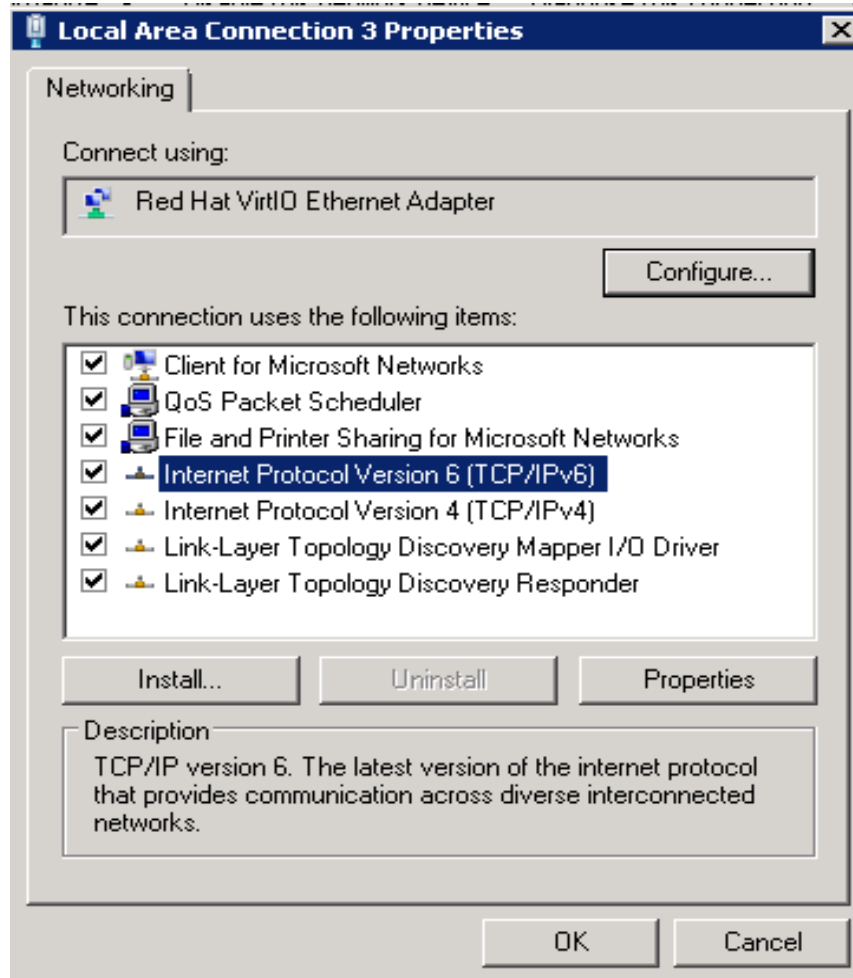 Local Area Connection 3 Properties
Networking
Connect using:
Red Hat VirtIO Ethernet Adapter
Configure...
This connection uses the following items:
Client for Microsoft Networks
QoS Packet Scheduler
File and Printer Sharing for Microsoft Networks
Internet Protocol Version 6 (TCP/IPv6)
Internet Protocol Version 4 (TCP/IPv4)
Link-Layer Topology Discovery Mapper I/O Driver
Link-Layer Topology Discovery Responder
Install...
Uninstall
Properties
Description
TCP/IP version 6. The latest version of the internet protocol
that provides communication across diverse interconnected
networks.
OK
Cancel